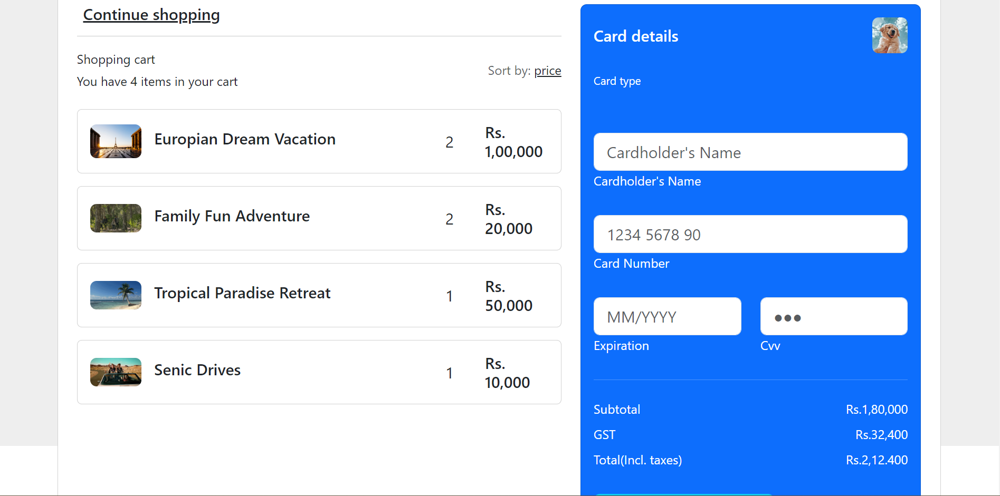 Continue shopping
Shopping cart
You have 4 items in your cart
Sort by: price
Europian Dream Vacation
2
Rs.
1,00,000
Family Fun Adventure
2
Rs.
20,000
Tropical Paradise Retreat
1
Rs.
50,000
Senic Drives
1
Rs.
10,000
Card details
Card type
Cardholder's Name
Cardholder's Name
1234 5678 90
Card Number
MM/YYYY
Expiration
●●●
Cvv
Subtotal Rs.1,80,000
GST Rs.32,400
Total(Incl. taxes) Rs.2,12.400